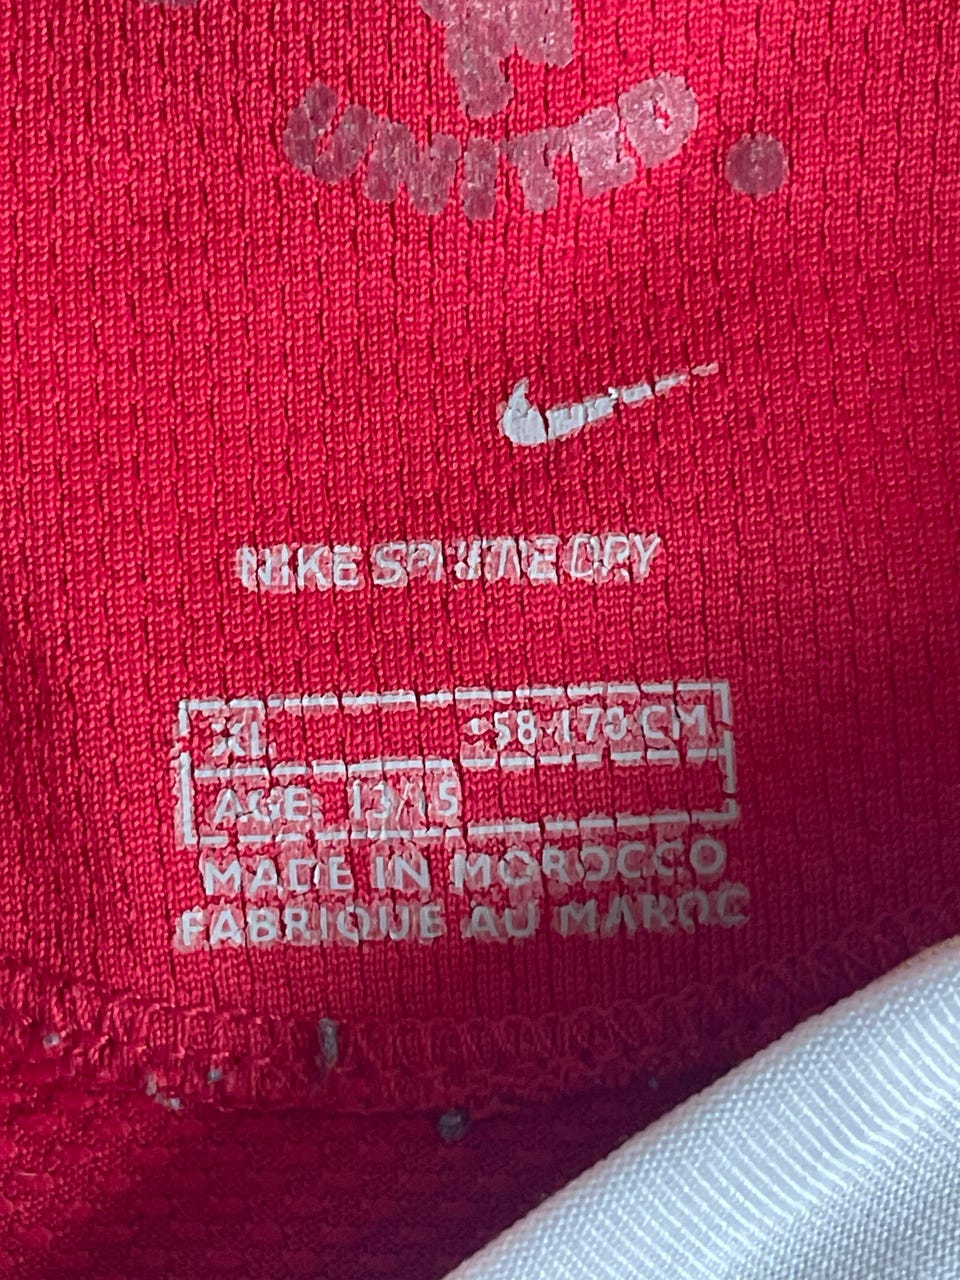 UNITED
NIKE SPHERE DRY
XL 158-170 CM
AGE: 13/15
MADE IN MOROCCO
FABRIQUE AU MAROC